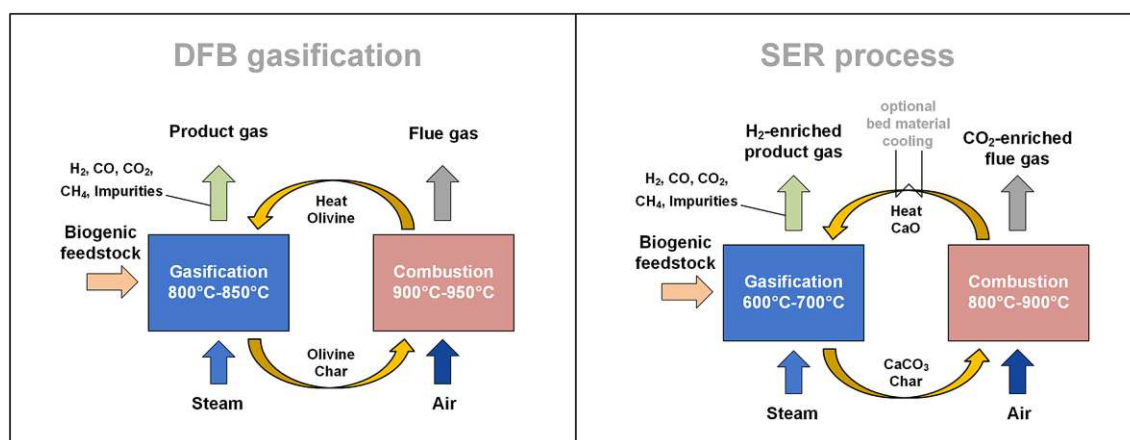 DFB gasification
Product gas
Flue gas
H₂, CO, CO₂,
CH₄, Impurities
Heat
Olivine
Biogenic
feedstock
Gasification
800°C-850°C
Combustion
900°C-950°C
Olivine
Char
Steam
Air
SER process
optional
bed material
cooling
H₂-enriched
product gas
CO₂-enriched
flue gas
H₂, CO, CO₂,
CH₄, Impurities
Heat
CaO
Biogenic
feedstock
Gasification
600°C-700°C
Combustion
800°C-900°C
CaCO₃
Char
Steam
Air